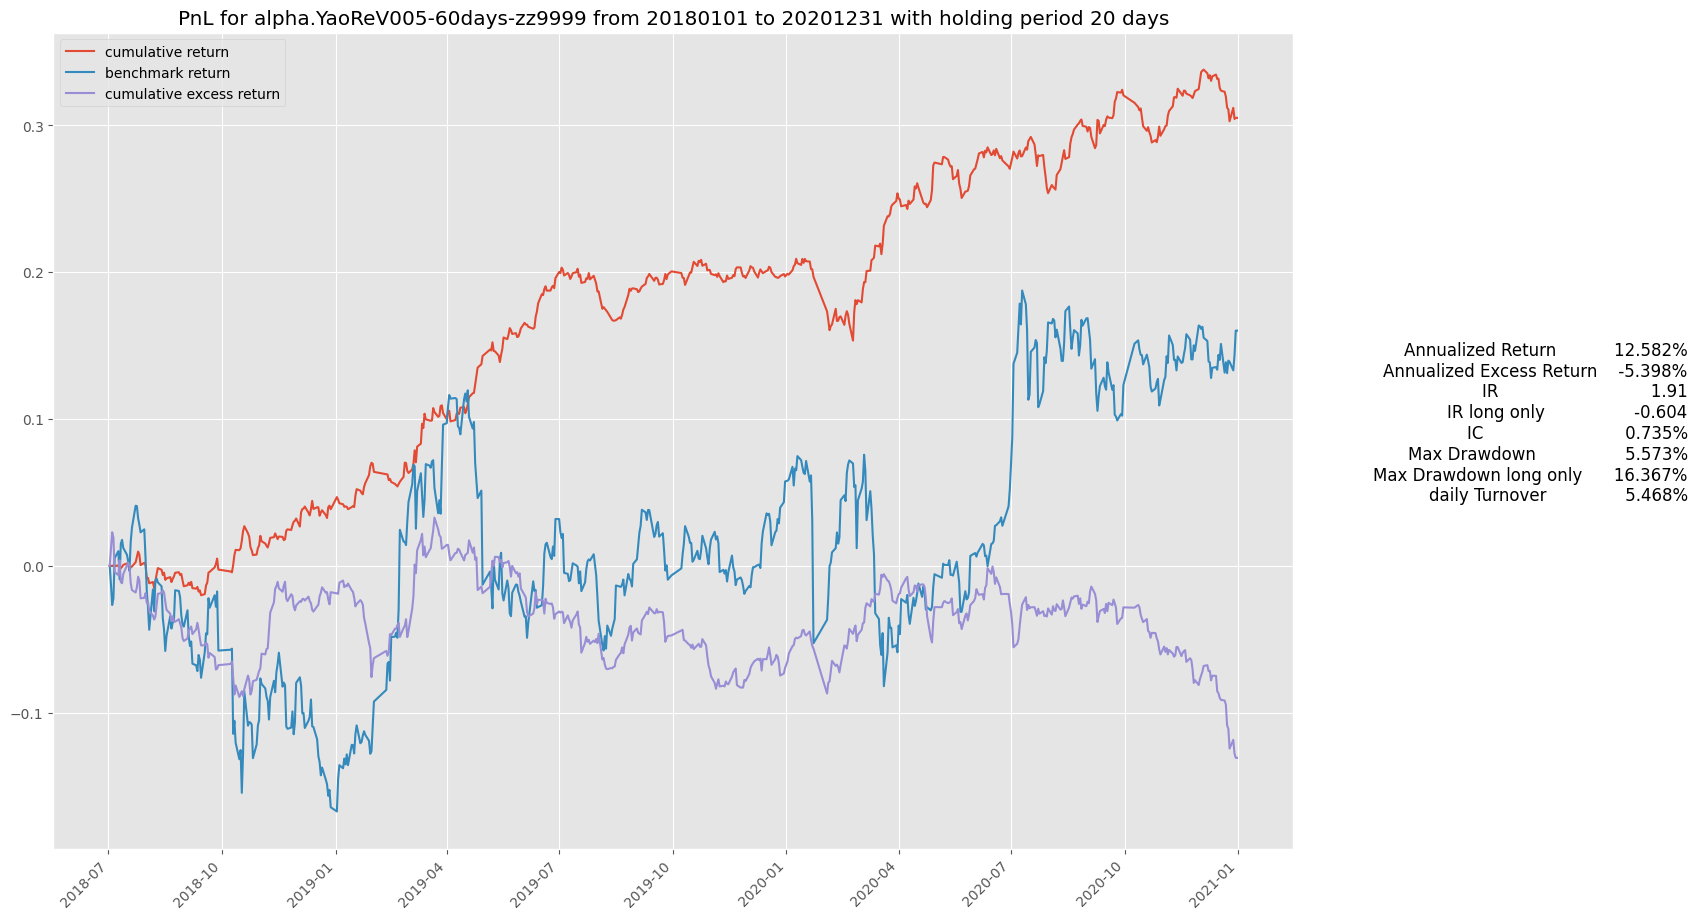 PnL for alpha.YaoReV005-60days-zz9999 from 20180101 to 20201231 with holding period 20 days
cumulative return
benchmark return
cumulative excess return
0.3
0.2
0.1
0.0
−0.1
2018-07
2018-10
2019-01
2019-04
2019-07
2019-10
2020-01
2020-04
2020-07
2020-10
2021-01
Annualized Return 12.582%
Annualized Excess Return -5.398%
IR 1.91
IR long only -0.604
IC 0.735%
Max Drawdown 5.573%
Max Drawdown long only 16.367%
daily Turnover 5.468%